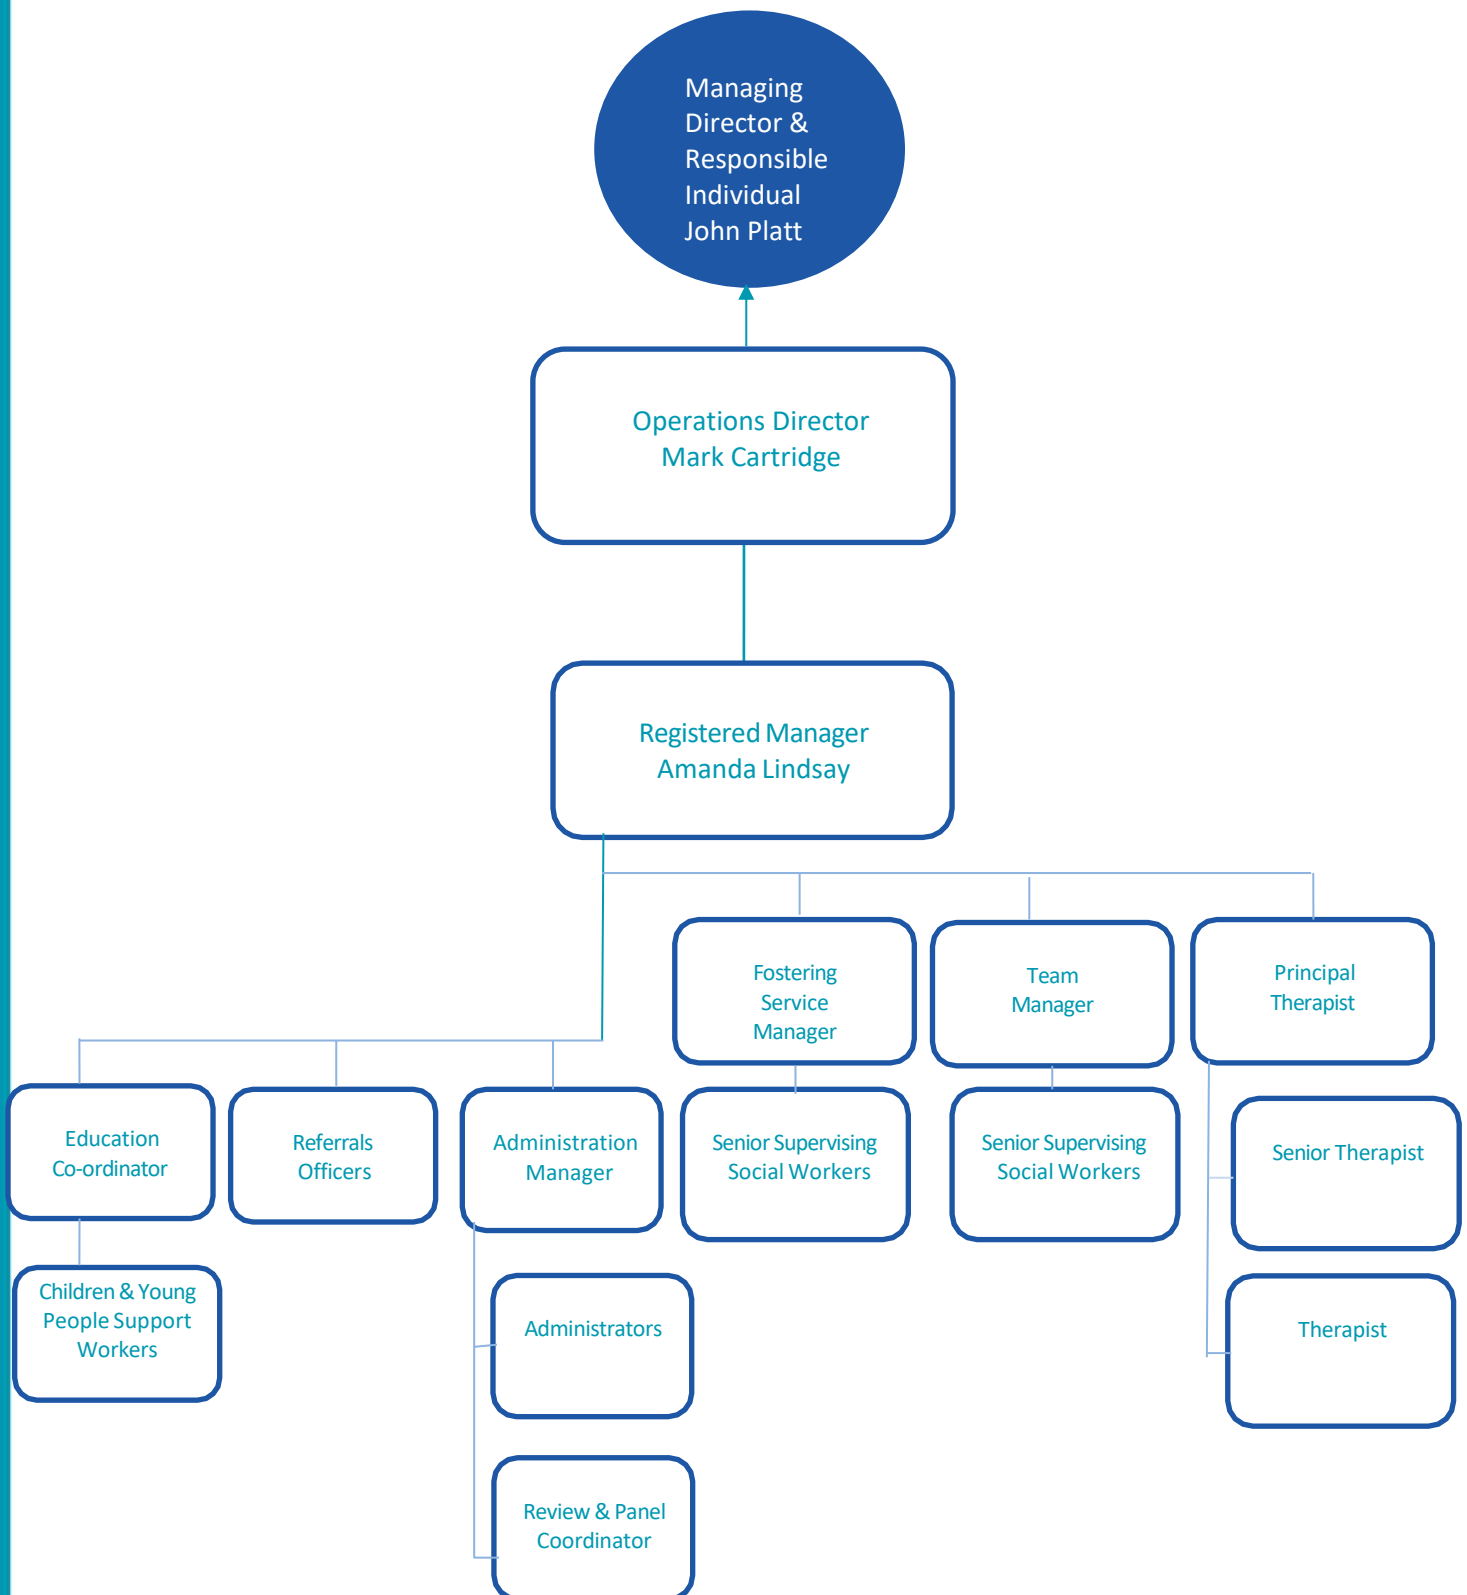 Managing
Director &
Responsible
Individual
John Platt
Operations Director
Mark Cartridge
Registered Manager
Amanda Lindsay
Fostering
Service
Manager
Team
Manager
Principal
Therapist
Education
Co-ordinator
Referrals
Officers
Administration
Manager
Senior Supervising
Social Workers
Senior Supervising
Social Workers
Senior Therapist
Children & Young
People Support
Workers
Administrators
Therapist
Review & Panel
Coordinator